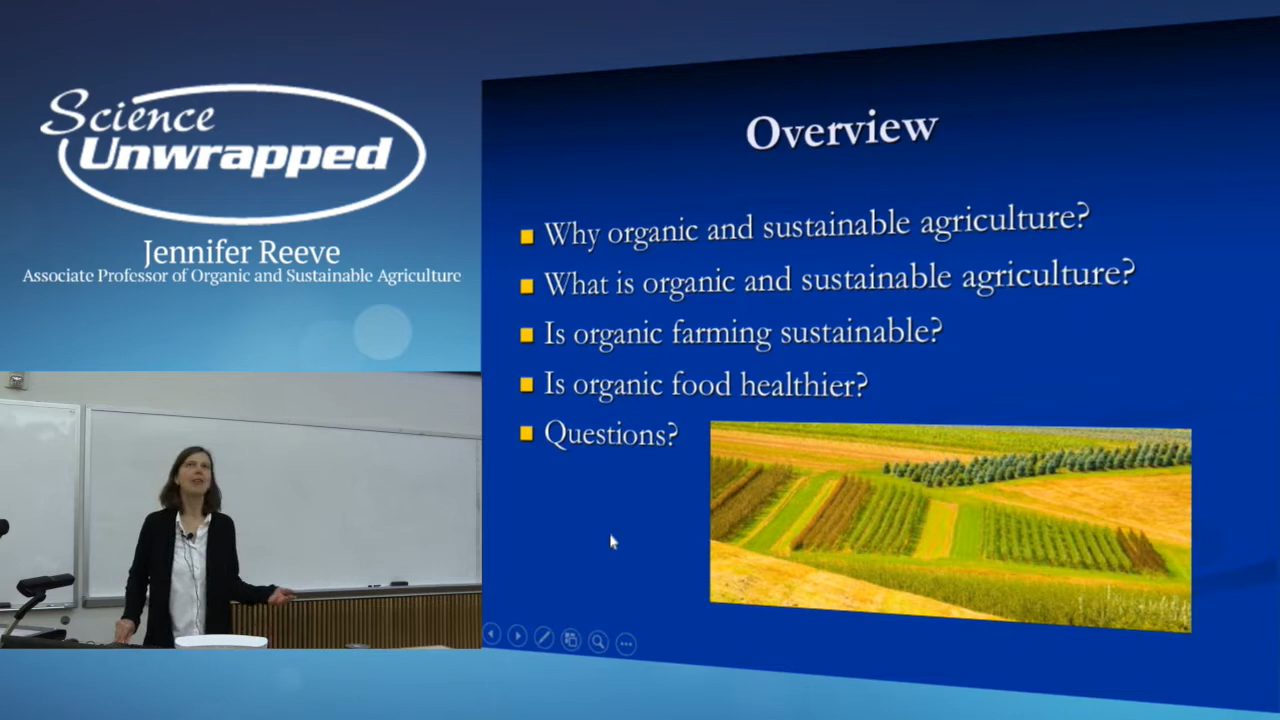 Science
Unwrapped
Jennifer Reeve
Associate Professor of Organic and Sustainable Agriculture
Overview
Why organic and sustainable agriculture?
What is organic and sustainable agriculture?
Is organic farming sustainable?
Is organic food healthier?
Questions?